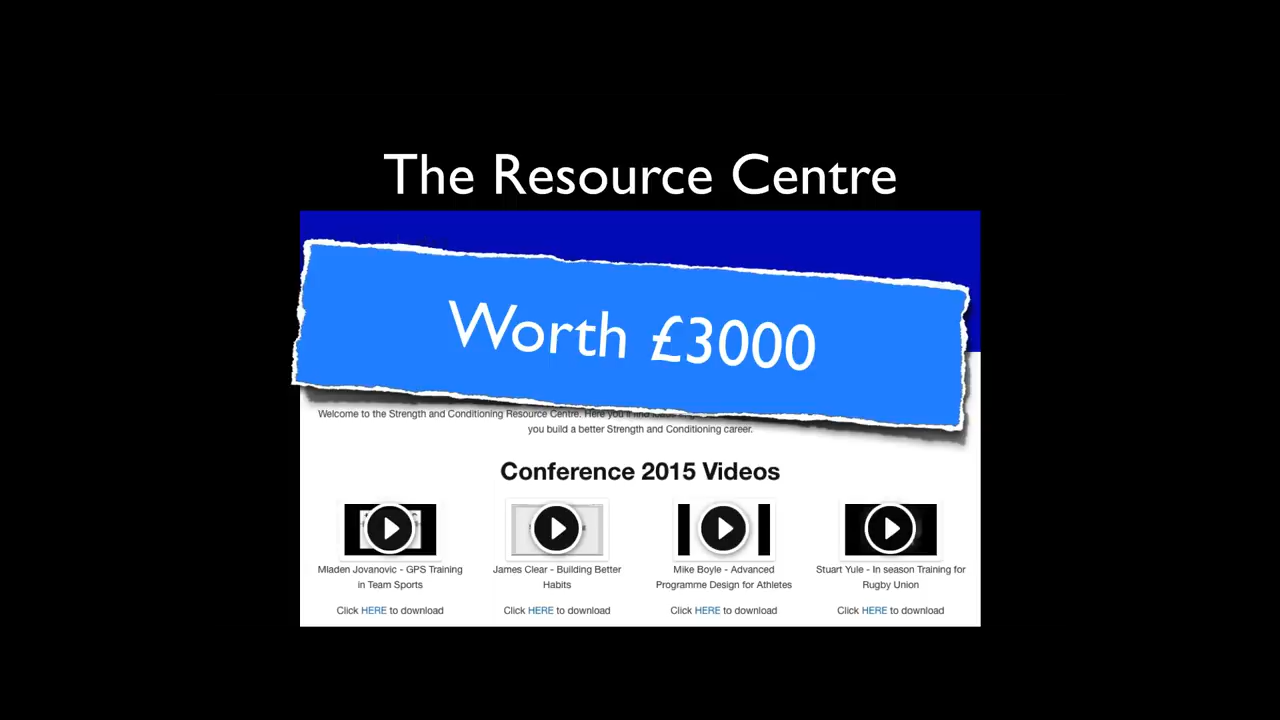 The Resource Centre
Worth £3000
Welcome to the Strength and Conditioning Resource Centre. Here you'll find
you build a better Strength and Conditioning career.
Conference 2015 Videos
Mladen Jovanovic - GPS Training
in Team Sports
Click HERE to download
James Clear - Building Better
Habits
Click HERE to download
Mike Boyle - Advanced
Programme Design for Athletes
Click HERE to download
Stuart Yule - In season Training for
Rugby Union
Click HERE to download